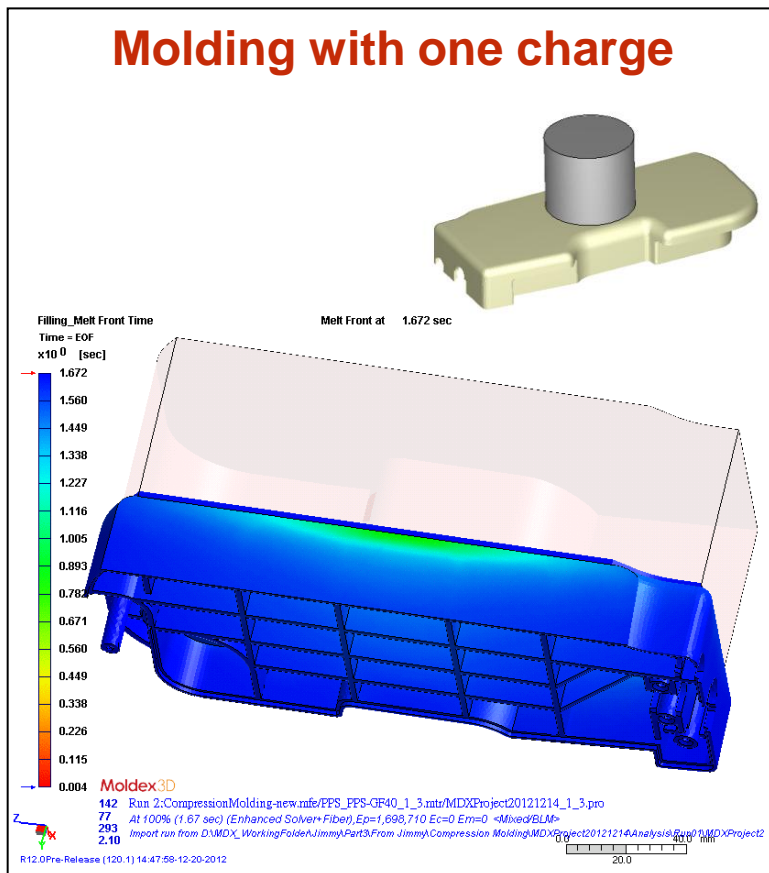 Molding with one charge
Filling_Melt Front Time
Melt Front at 1.672 sec
Time = EOF
x10 0 [sec]
1.672
1.560
1.449
1.338
1.227
1.116
1.005
0.893
0.782
0.671
0.560
0.449
0.338
0.226
0.115
0.004
Moldex3D
142 Run 2:CompressionMolding-new.mfe/PPS_PPS-GF40_1_3.mtr/MDXProject20121214_1_3.pro
77 At 100% (1.67 sec) (Enhanced Solver+Fiber),Ep=1,698,710 Ec=0 Em=0 <Mixed/BLM>
293 Import run from D:\MDX_WorkingFolder\Jimmy\Part3\From Jimmy\Compression Molding\MDXProject20121214\Analysis\Run01\MDXProject2
2.10
Z
X
0.0 40.0 mm
20.0
R12.0Pre-Release (120.1) 14:47:58-12-20-2012